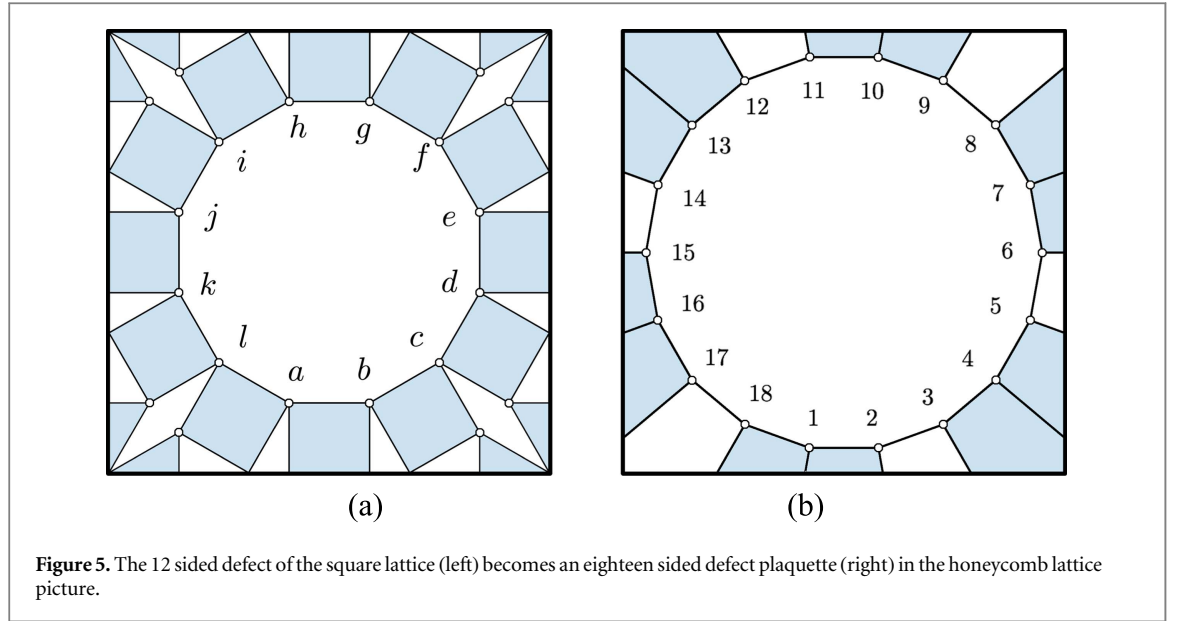 h g
i f
j e
k d
l c
a b
12 11 10 9
13 8
14 7
15 6
16 5
17 4
18 1 2 3
(a) (b)
Figure 5. The 12 sided defect of the square lattice (left) becomes an eighteen sided defect plaquette (right) in the honeycomb lattice
picture.